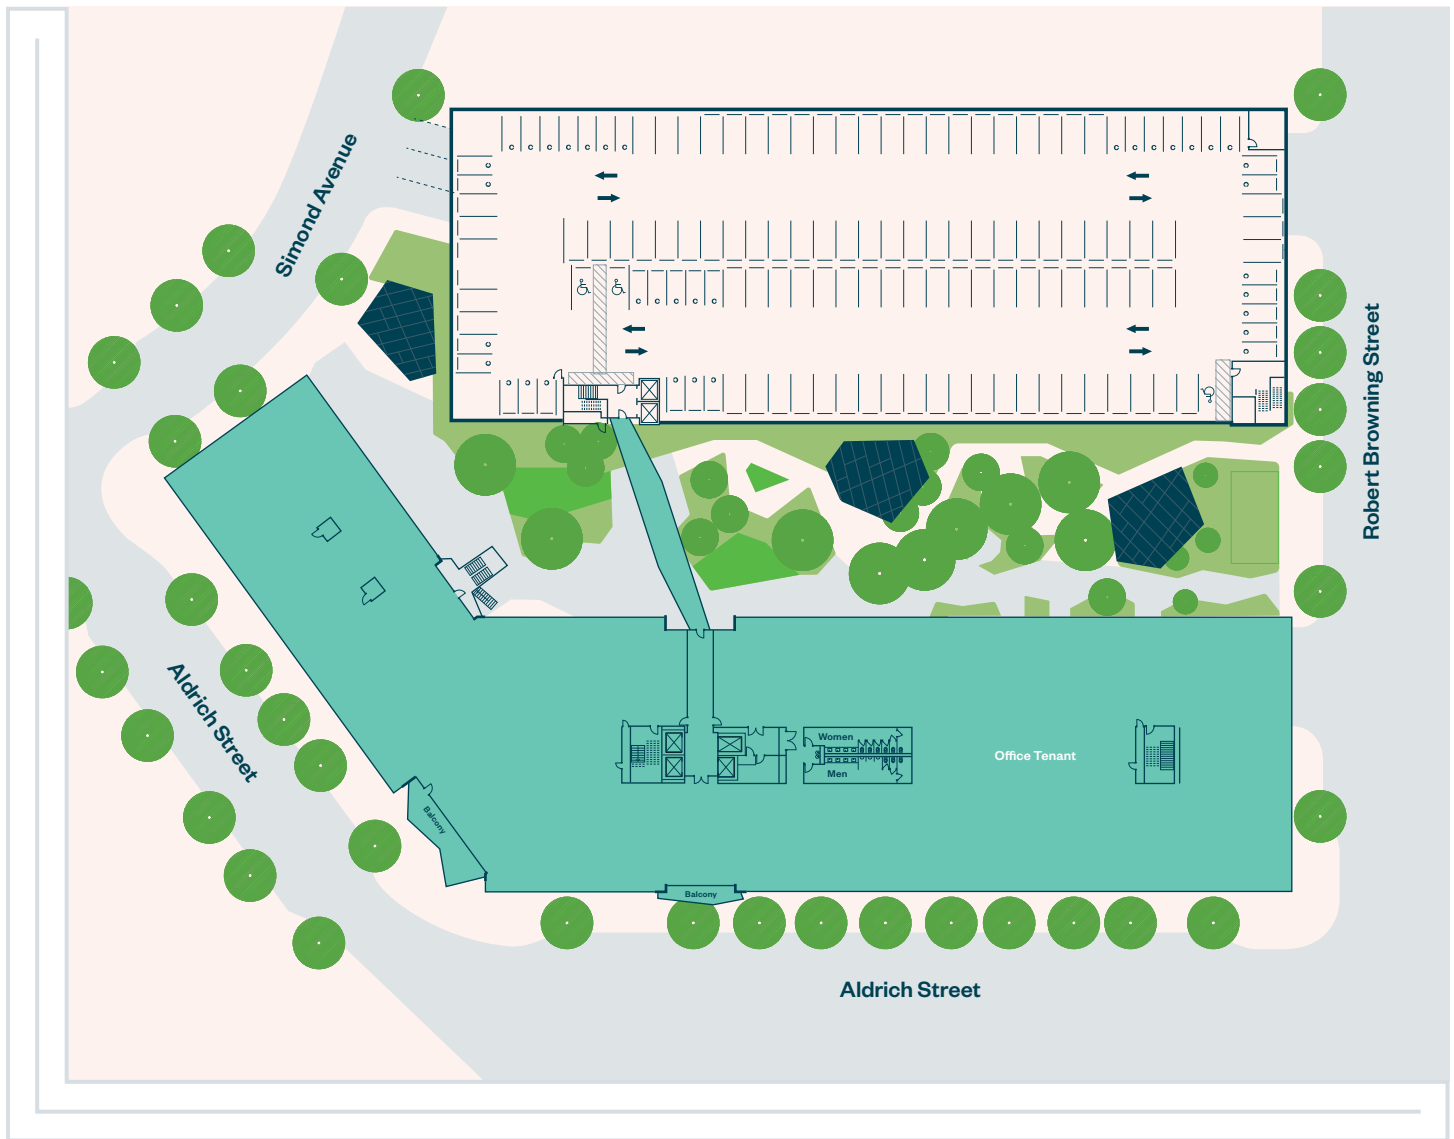 Simond Avenue
Robert Browning Street
Aldrich Street
Women
Men
Office Tenant
Balcony
Balcony
Aldrich Street